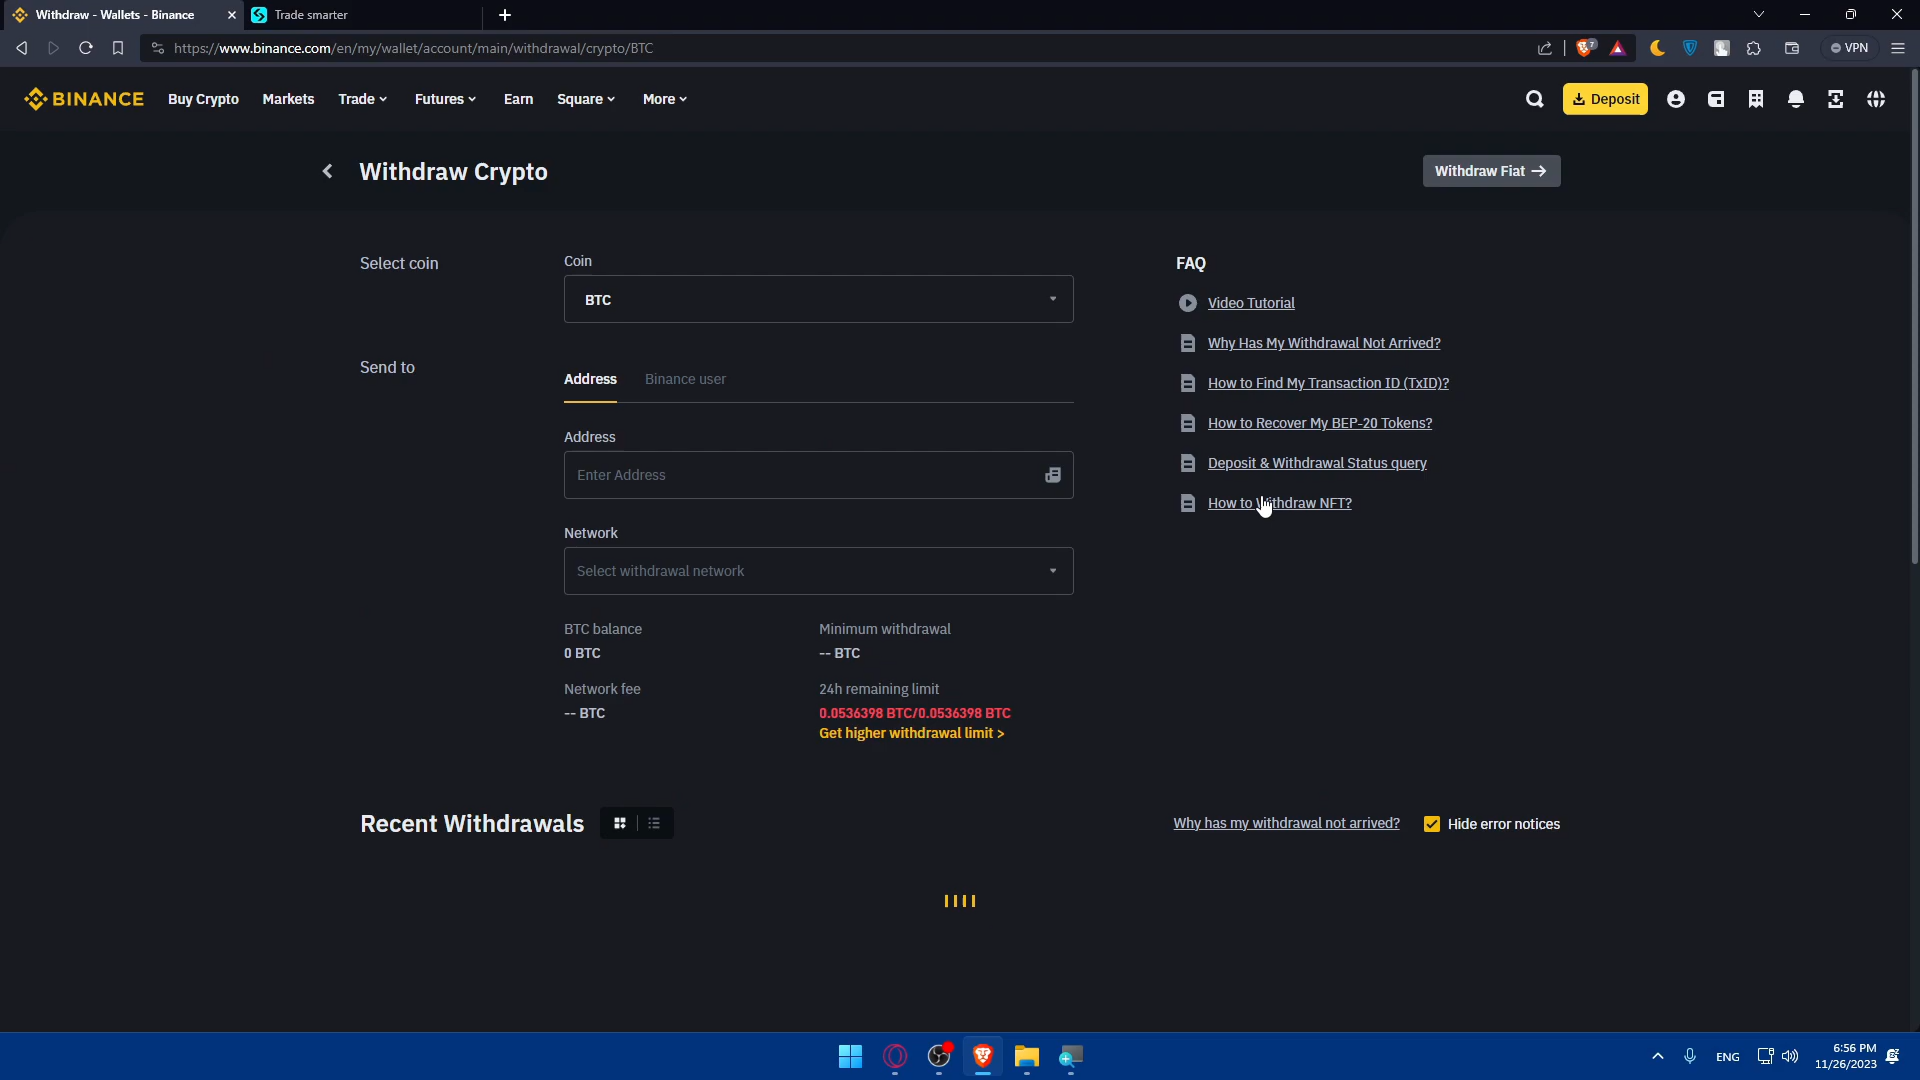 Withdraw - Wallets - Binance
Trade smarter
https://www.binance.com/en/my/wallet/account/main/withdrawal/crypto/BTC
7
VPN
BINANCE
Buy Crypto
Markets
Trade
Futures
Earn
Square
More
Deposit
Withdraw Crypto
Withdraw Fiat →
Select coin
Coin
BTC
Send to
Address
Binance user
Address
Enter Address
Network
Select withdrawal network
BTC balance
0 BTC
Minimum withdrawal
-- BTC
Network fee
-- BTC
24h remaining limit
0.0536398 BTC/0.0536398 BTC
Get higher withdrawal limit >
FAQ
Video Tutorial
Why Has My Withdrawal Not Arrived?
How to Find My Transaction ID (TxID)?
How to Recover My BEP-20 Tokens?
Deposit & Withdrawal Status query
How to Withdraw NFT?
Recent Withdrawals
Why has my withdrawal not arrived?
Hide error notices
ENG
6:56 PM
11/26/2023